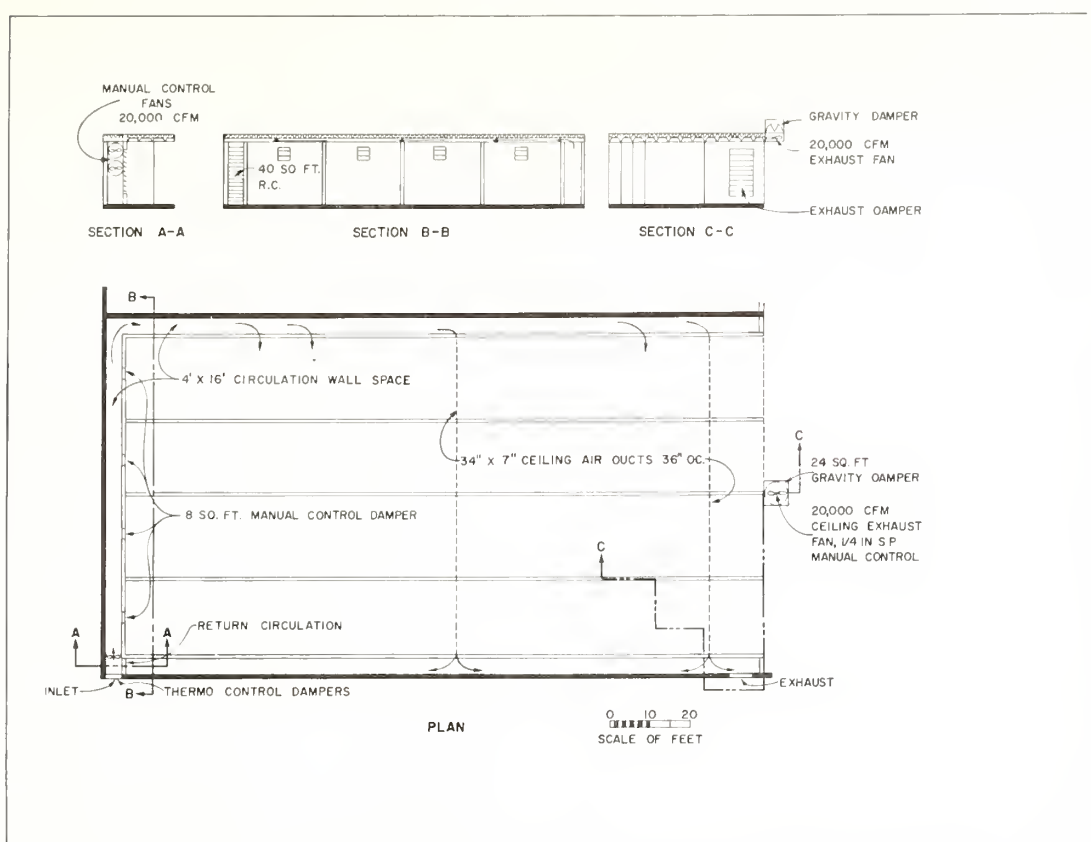 MANUAL CONTROL
FANS
20,000 CFM
GRAVITY DAMPER
20,000 CFM
EXHAUST FAN
40 SQ FT.
R.C.
EXHAUST DAMPER
SECTION A-A
SECTION B-B
SECTION C-C
B
4' X 16' CIRCULATION WALL SPACE
C
34" X 7" CEILING AIR DUCTS 36" OC.
24 SQ. FT
GRAVITY DAMPER
8 SQ. FT. MANUAL CONTROL DAMPER
20,000 CFM
CEILING EXHAUST
FAN, 1/4 IN S P
MANUAL CONTROL
C
A
A
RETURN CIRCULATION
INLET
B
THERMO CONTROL DAMPERS
EXHAUST
PLAN
0 10 20
SCALE OF FEET